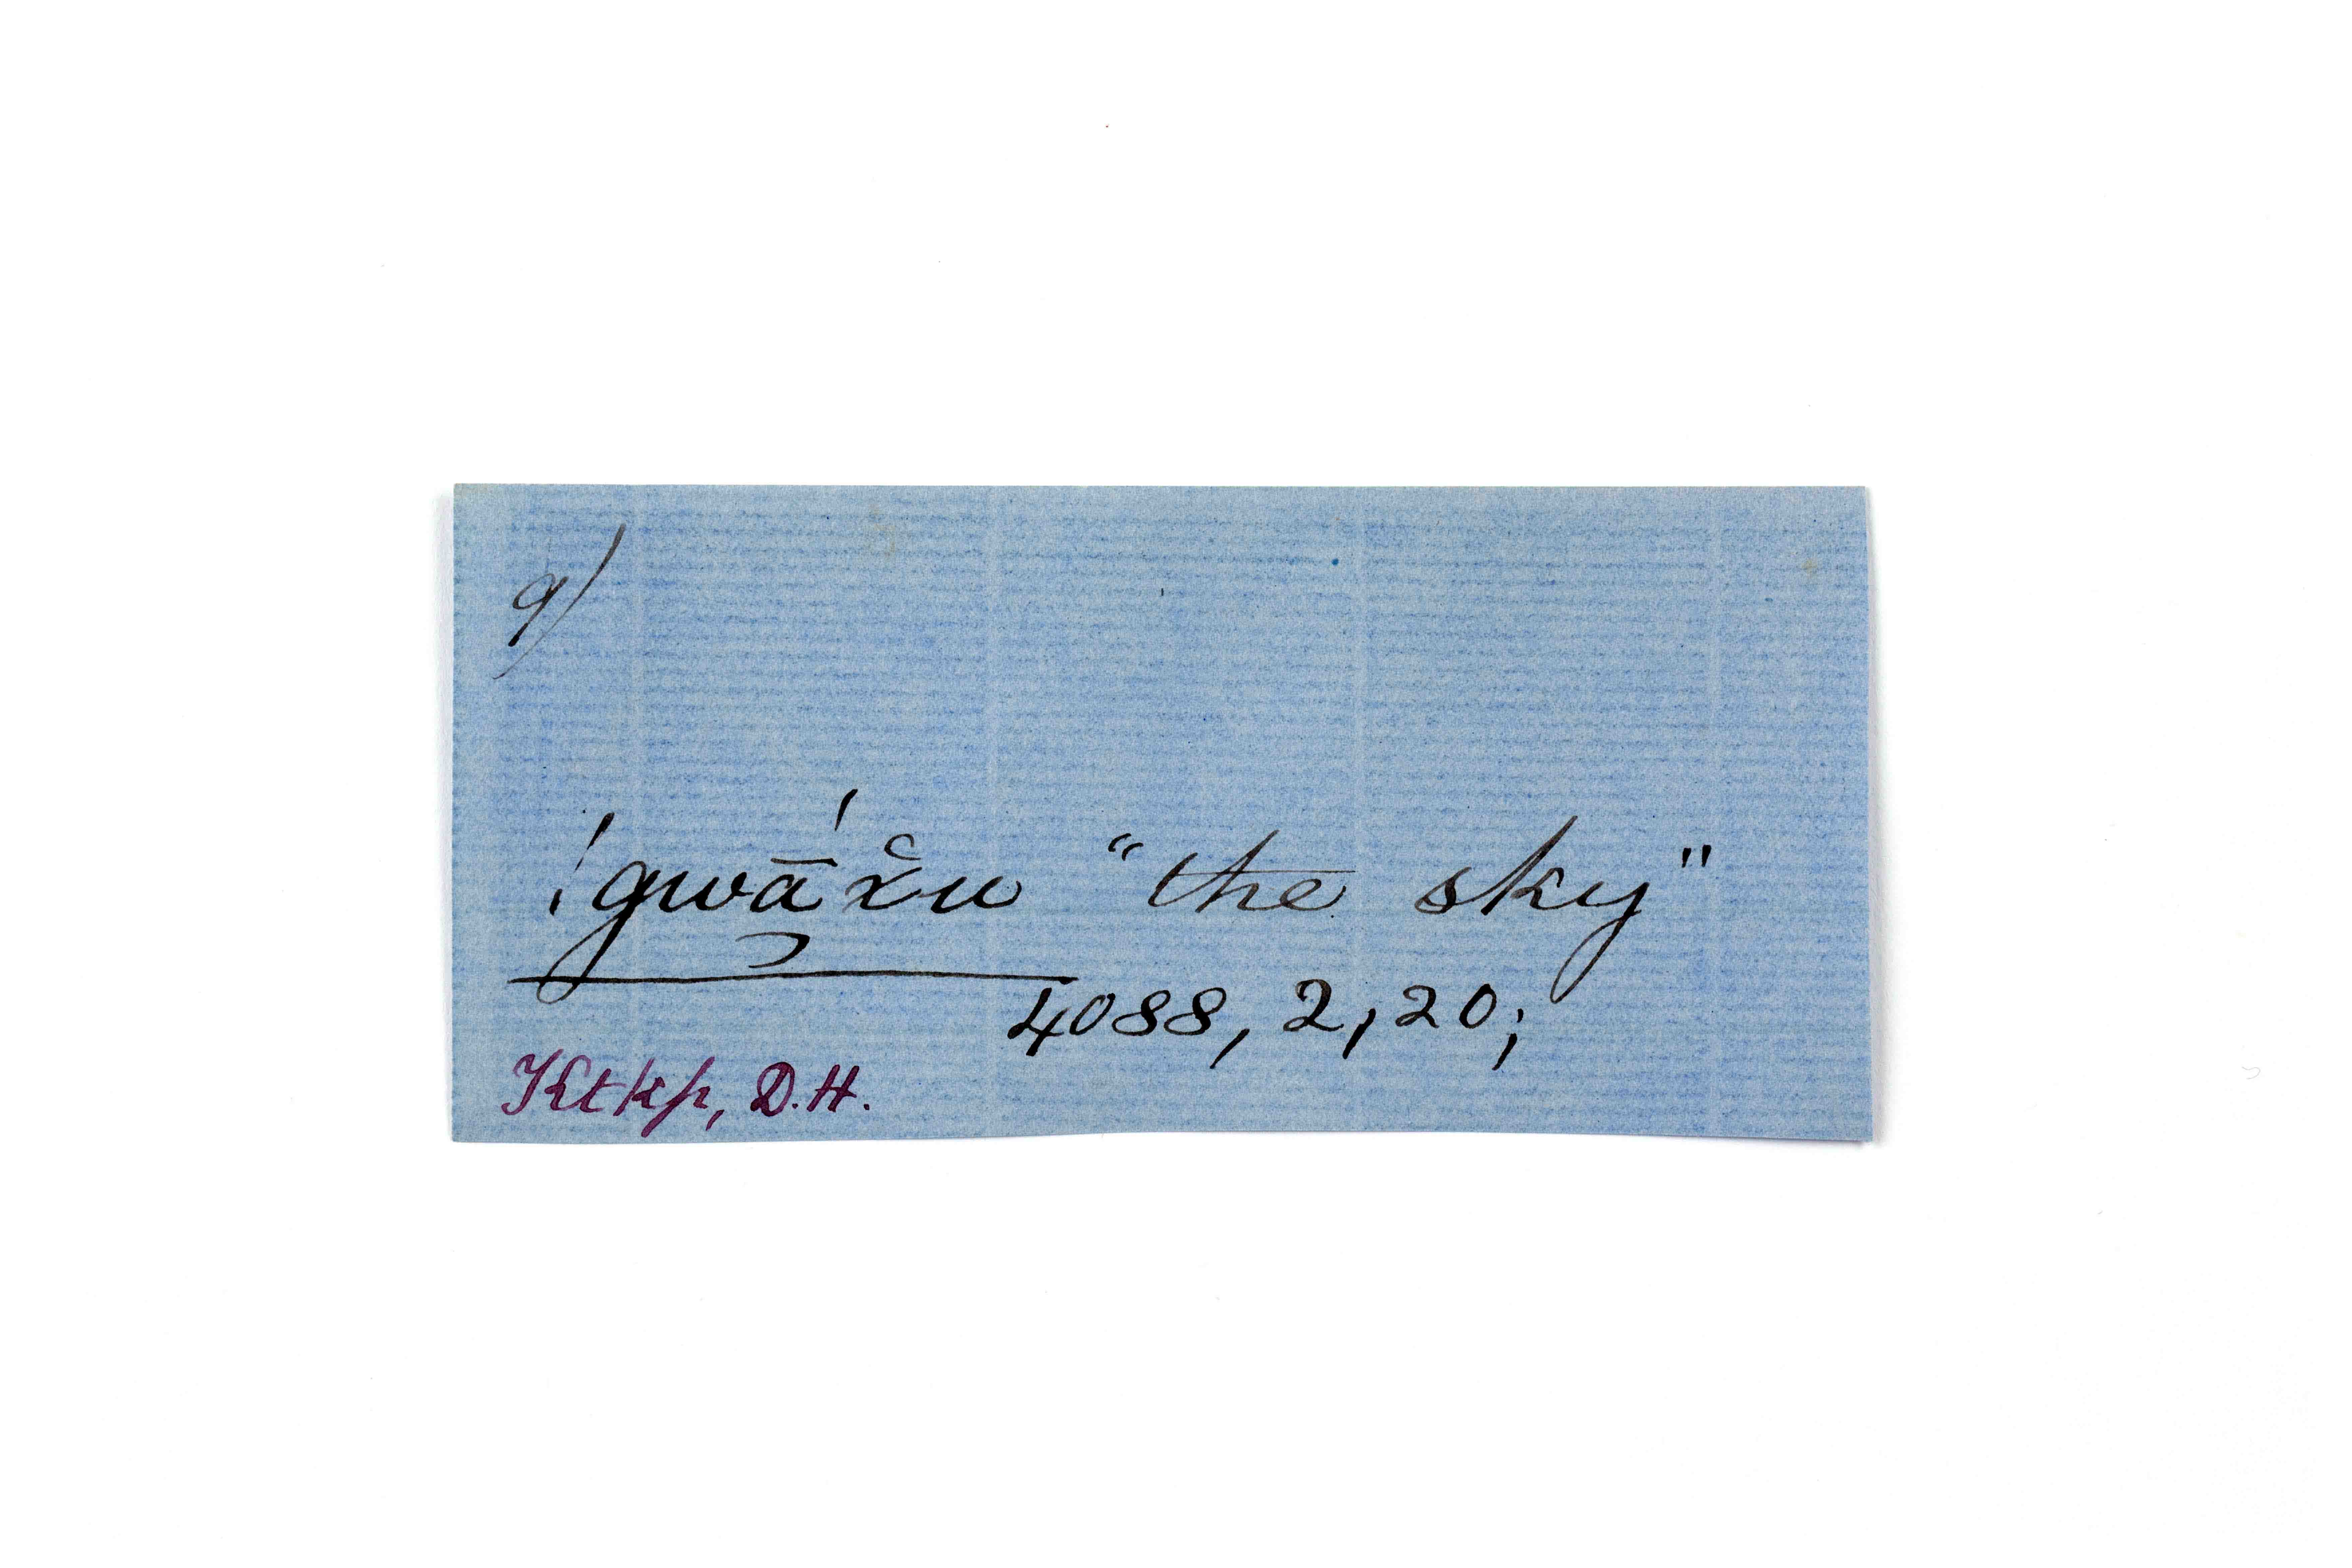 9)
!gwā́χ̆u “the sky”
4088, 2, 20;
Ktkp, D.H.